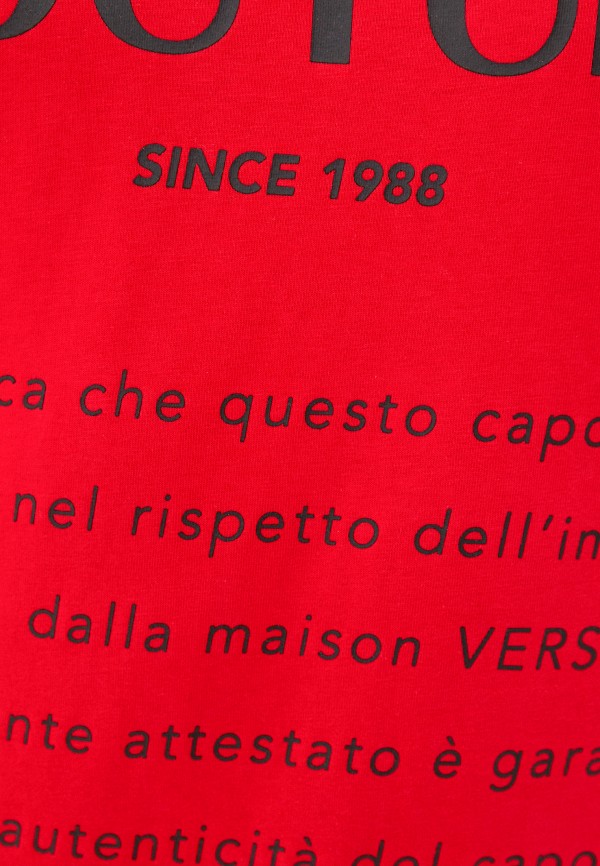 OUTU
SINCE 1988
ca che questo capo
nel rispetto dell'im
dalla maison VERS
nte attestato è gara
autenticità del capo